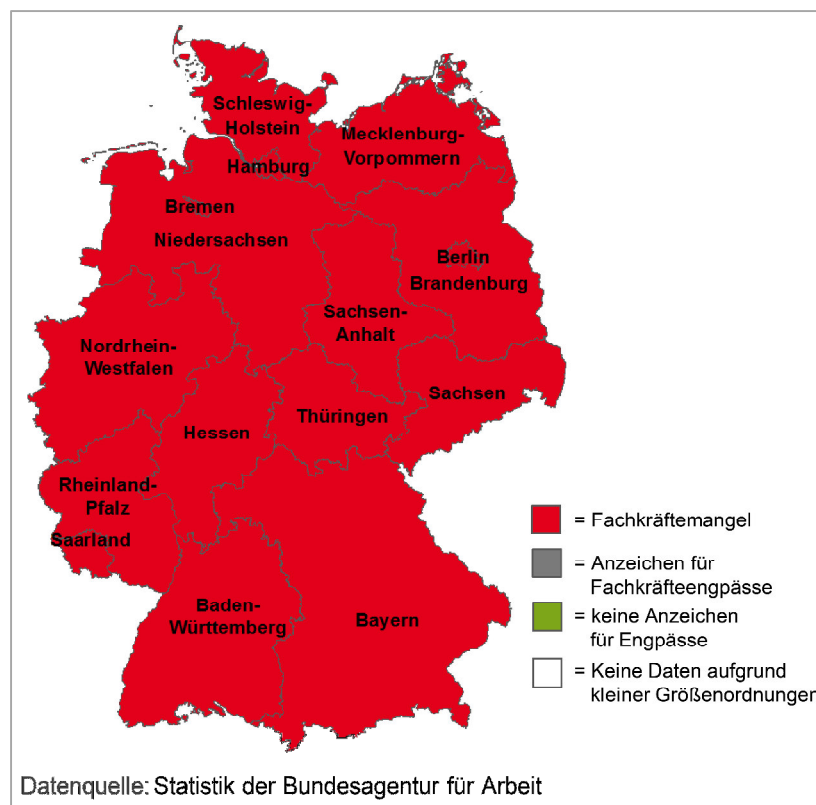 Schleswig-
Holstein
Mecklenburg-
Vorpommern
Hamburg
Bremen
Niedersachsen
Berlin
Brandenburg
Sachsen-
Anhalt
Nordrhein-
Westfalen
Sachsen
Thüringen
Hessen
Rheinland-
Pfalz
Saarland
Baden-
Württemberg
Bayern
= Fachkräftemangel
= Anzeichen für
Fachkräfteengpässe
= keine Anzeichen
für Engpässe
= Keine Daten aufgrund
kleiner Größenordnungen
Datenquelle: Statistik der Bundesagentur für Arbeit